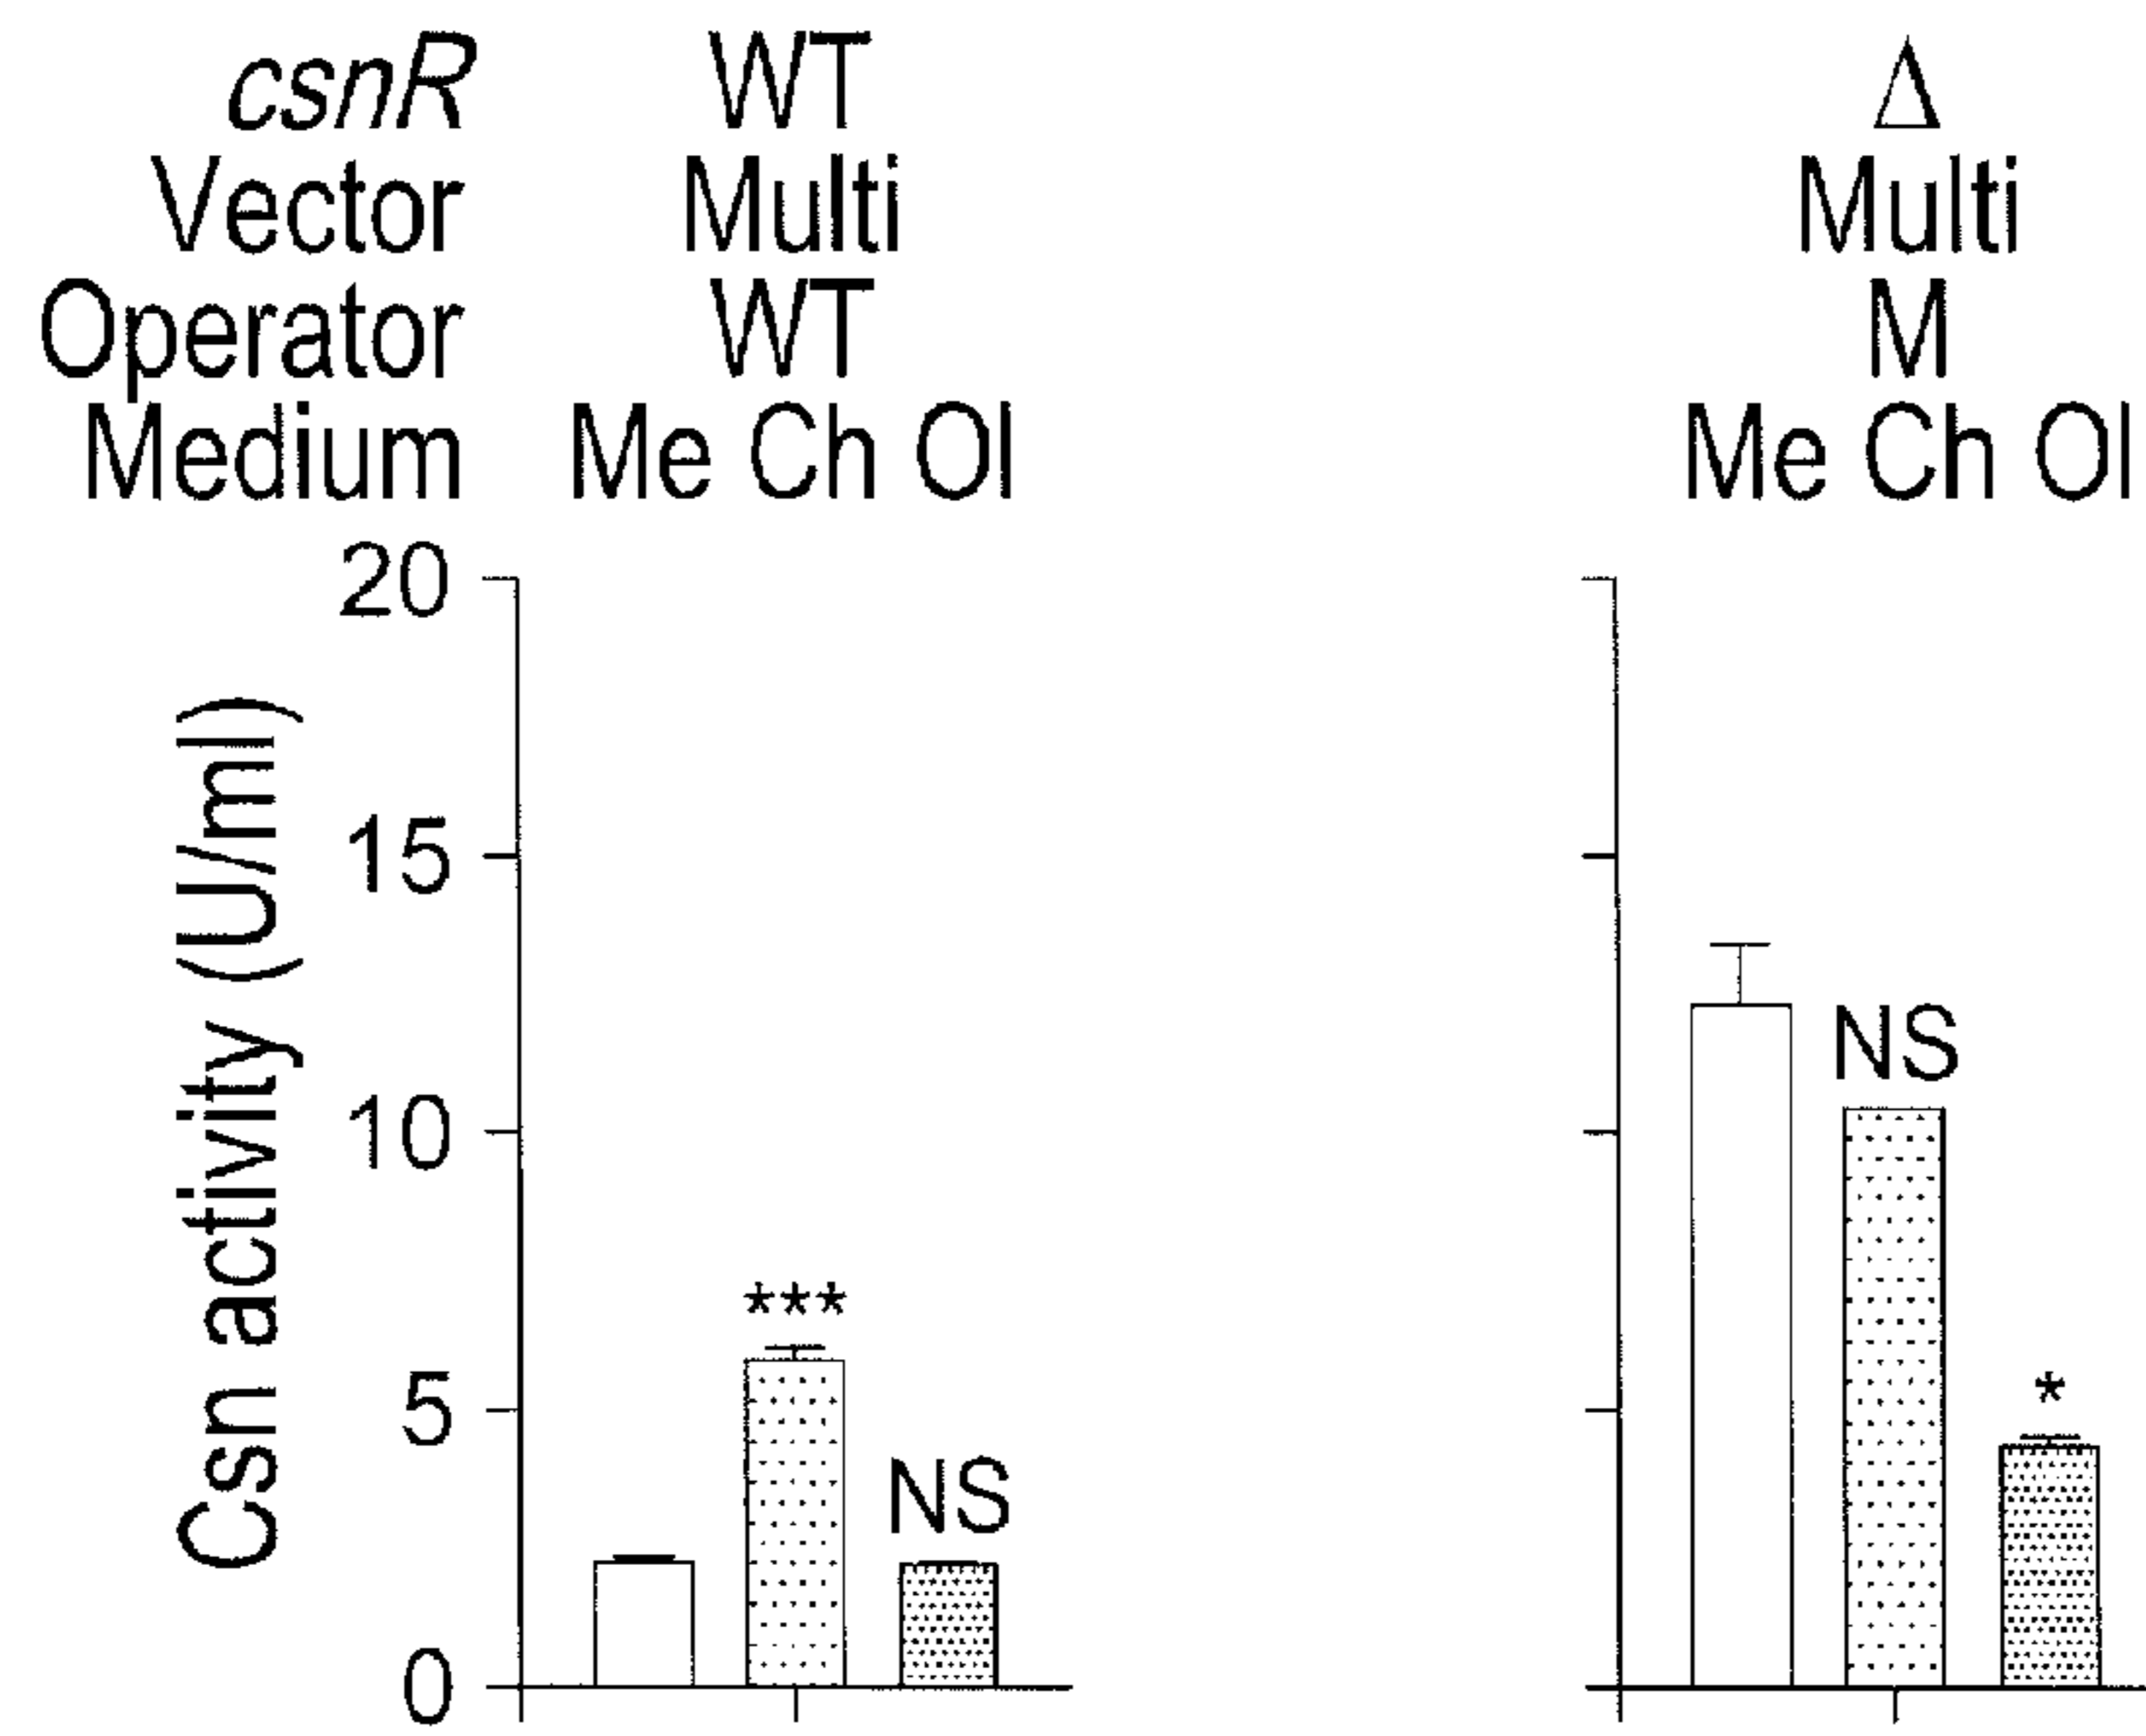 csnR WT Δ
Vector Multi Multi
Operator WT M
Medium Me Ch Ol Me Ch Ol
20
15
10
5
0
Csn activity (U/ml)
***
NS
NS
*